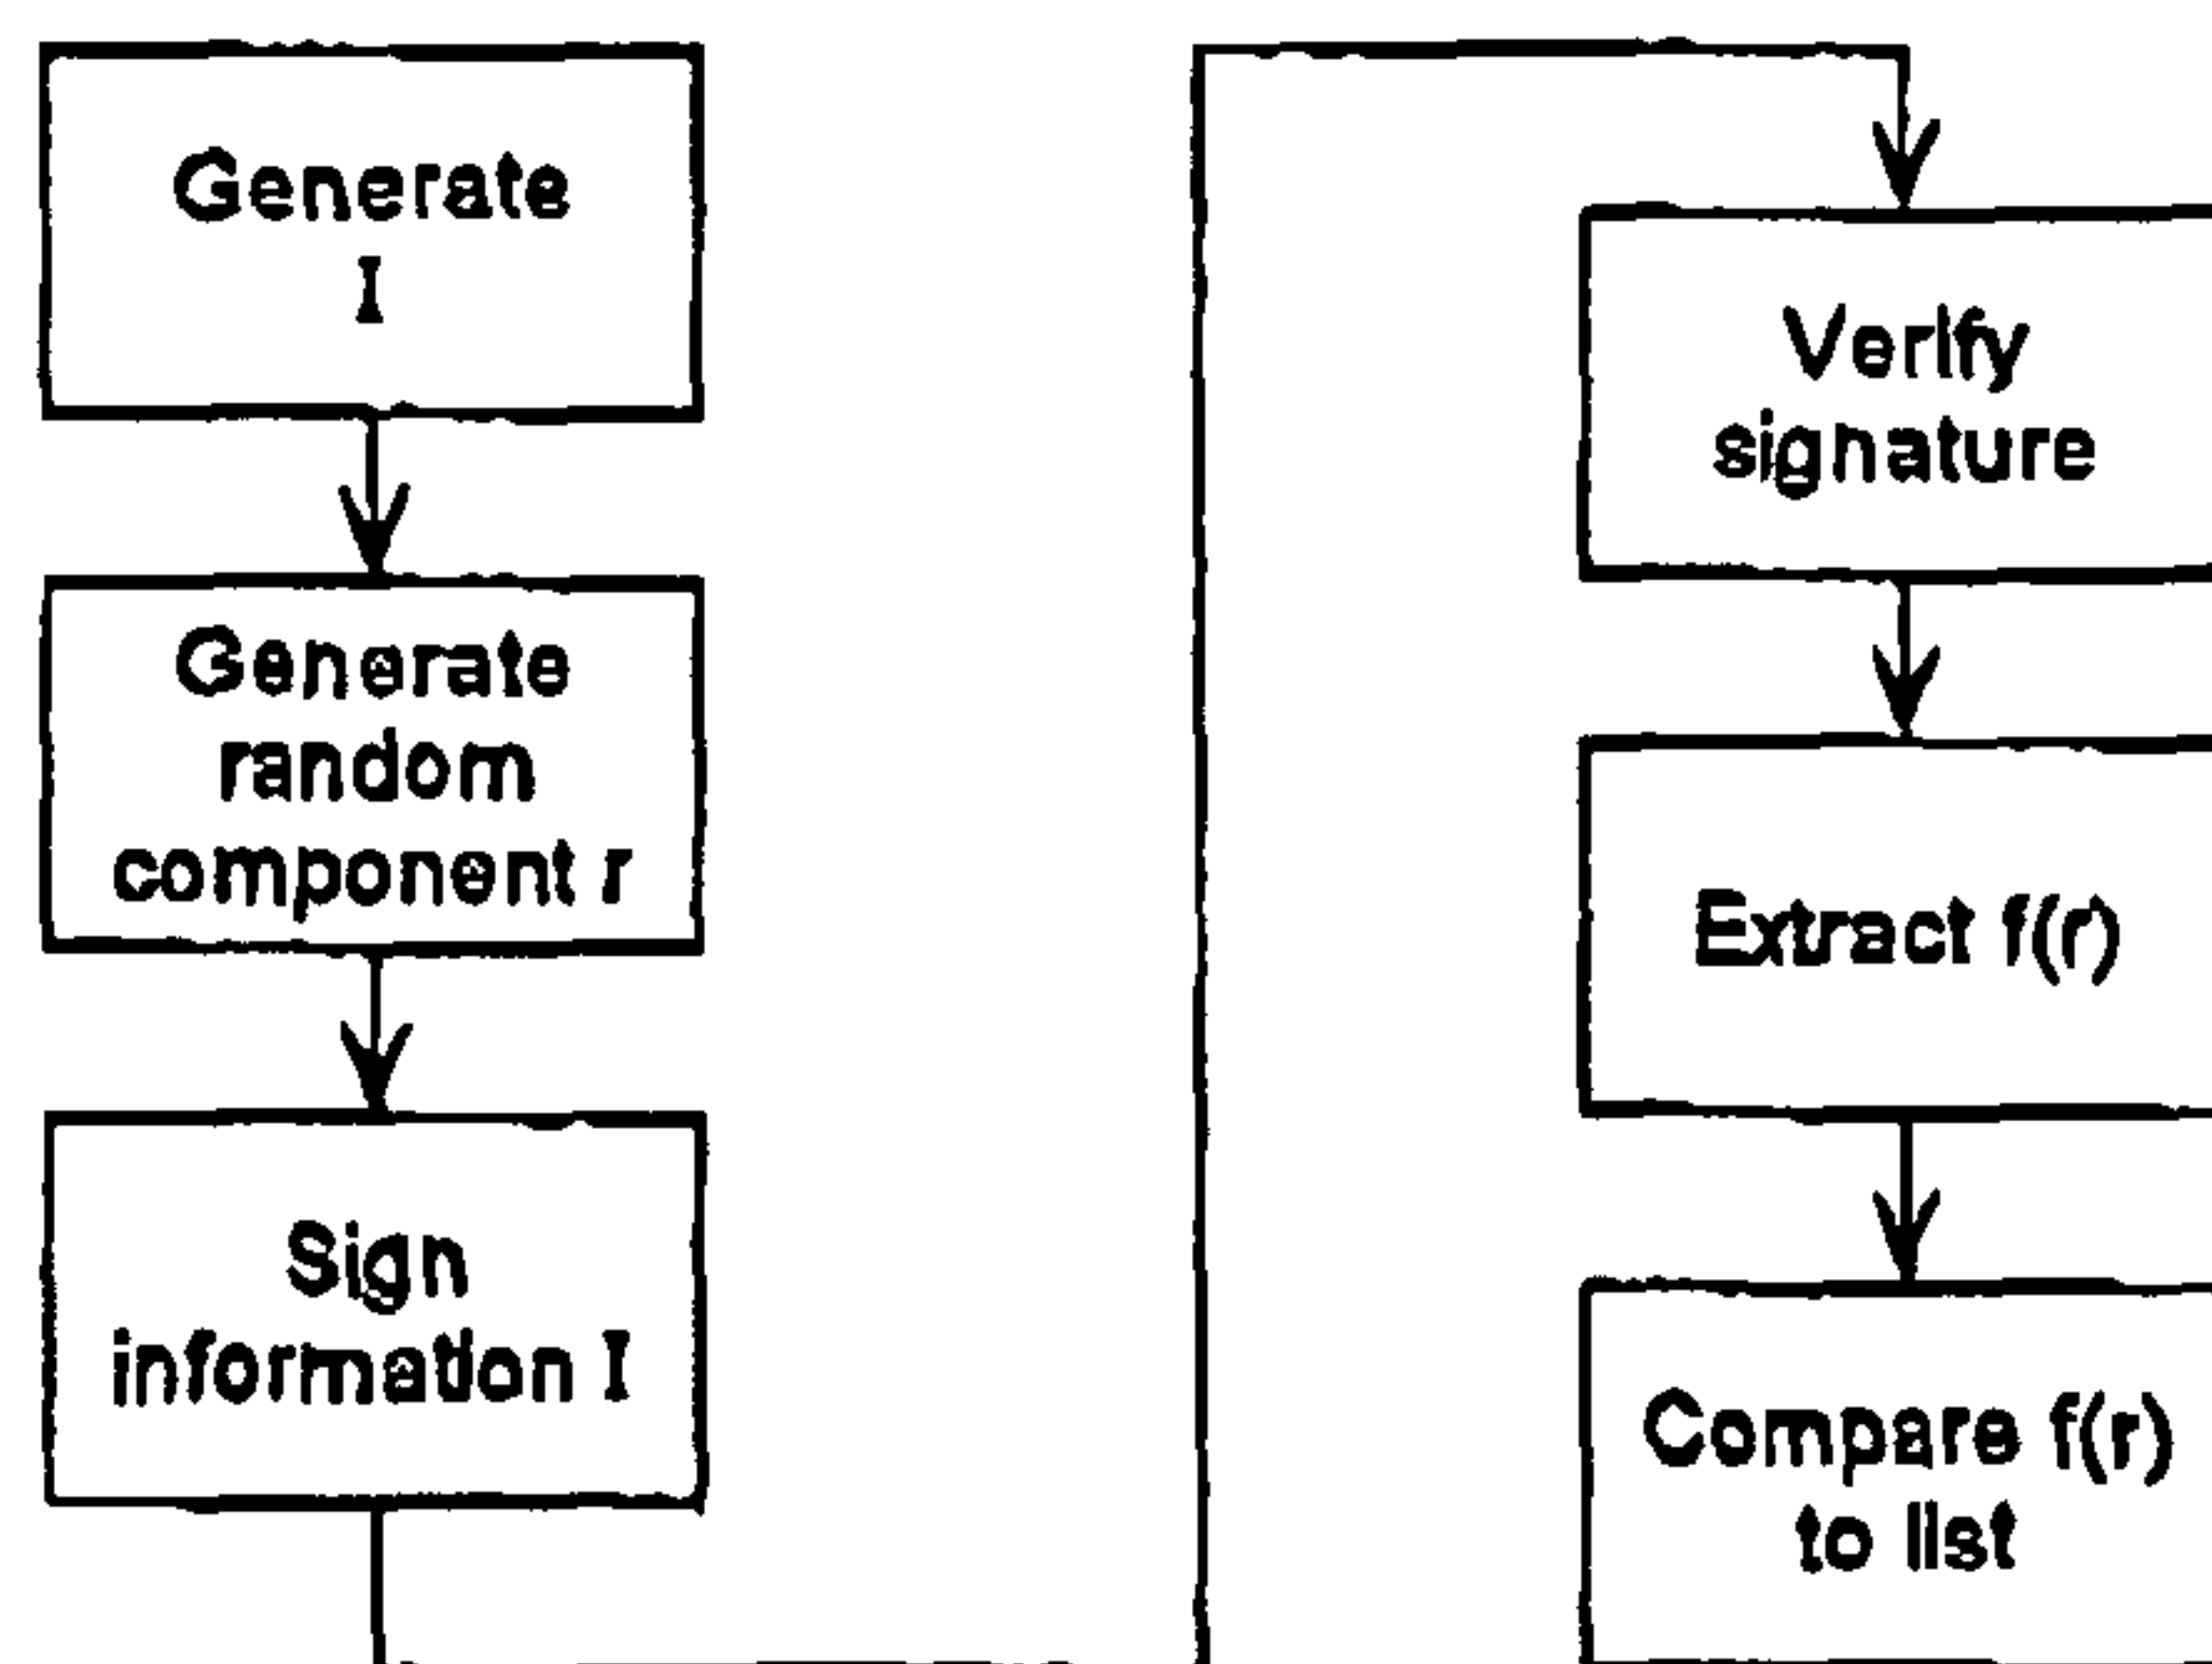 Generate
I
Generate
random
component r
Sign
information I
Verify
signature
Extract f(r)
Compare f(r)
to list